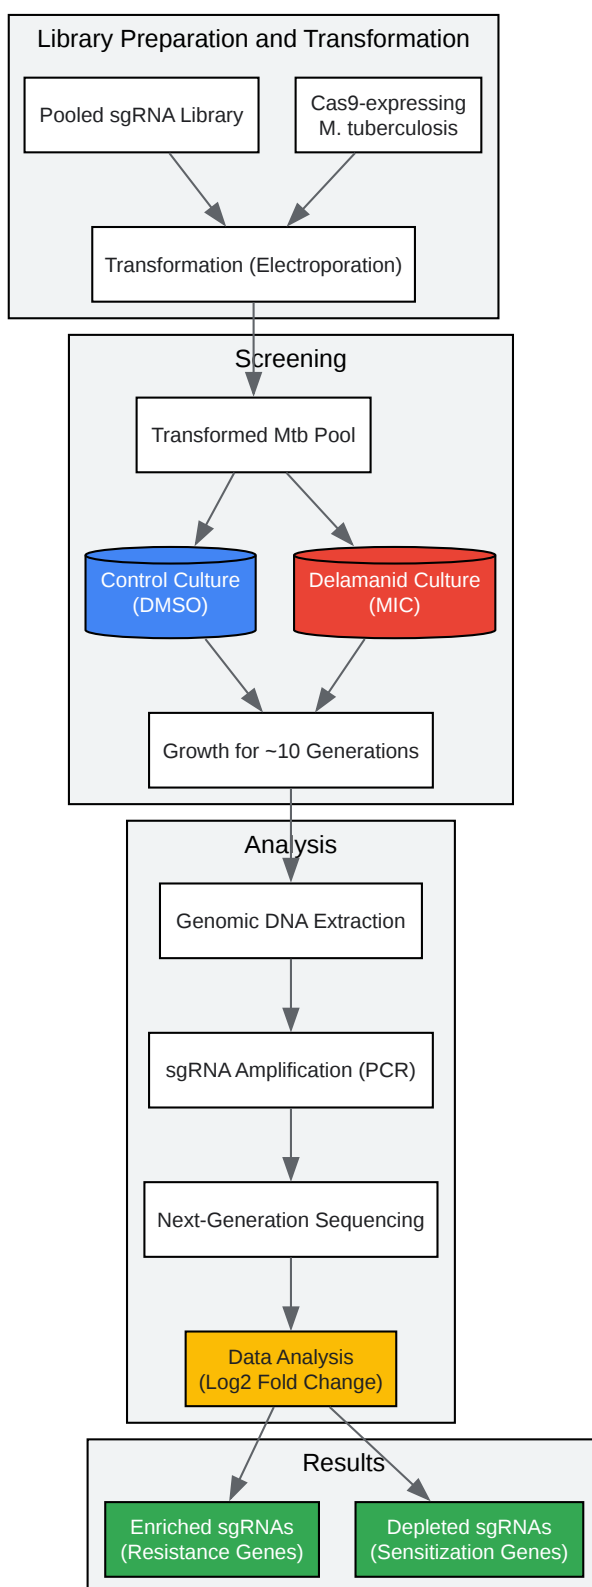 Library Preparation and Transformation
Pooled sgRNA Library
Cas9-expressing
M. tuberculosis
Transformation (Electroporation)
Screening
Transformed Mtb Pool
Control Culture
(DMSO)
Delamanid Culture
(MIC)
Growth for ~10 Generations
Analysis
Genomic DNA Extraction
sgRNA Amplification (PCR)
Next-Generation Sequencing
Data Analysis
(Log2 Fold Change)
Results
Enriched sgRNAs
(Resistance Genes)
Depleted sgRNAs
(Sensitization Genes)